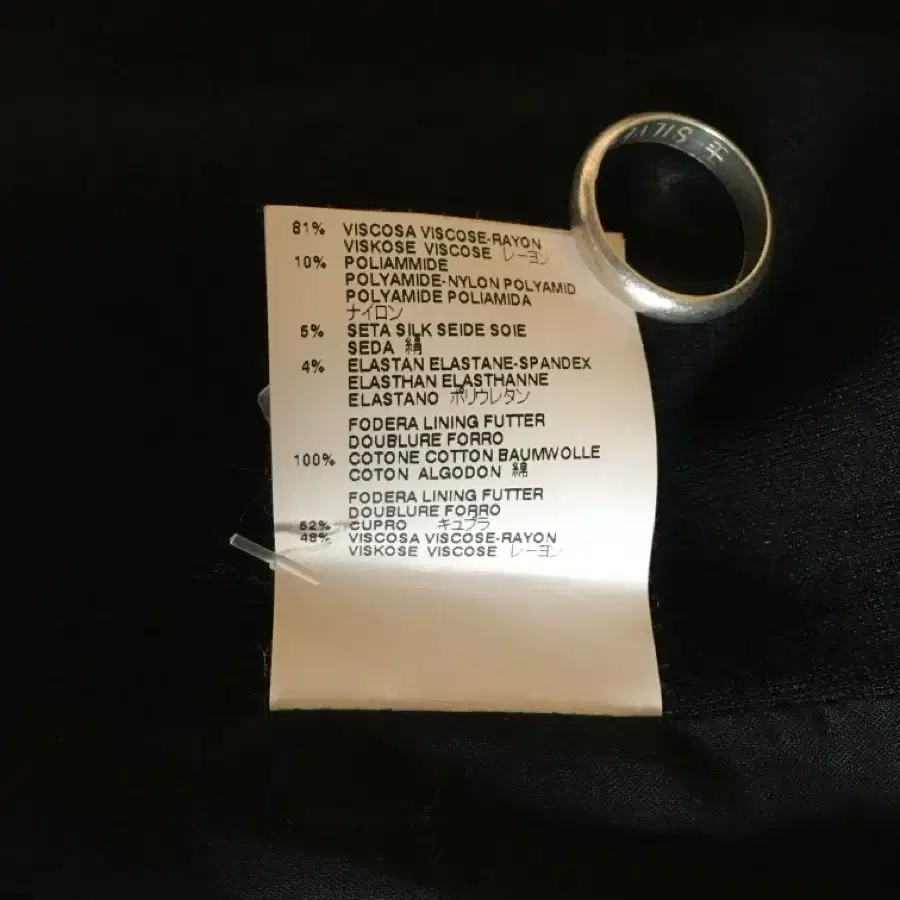 81% VISCOSA VISCOSE-RAYON
VISKOSE VISCOSE レーヨン
10% POLIAMMIDE
POLYAMIDE-NYLON POLYAMID
POLYAMIDE POLIAMIDA
ナイロン
5% SETA SILK SEIDE SOIE
SEDA 絹
4% ELASTAN ELASTANE-SPANDEX
ELASTHAN ELASTHANNE
ELASTANO ポリウレタン
FODERA LINING FUTTER
DOUBLURE FORRO
100% COTONE COTTON BAUMWOLLE
COTON ALGODON 綿
FODERA LINING FUTTER
DOUBLURE FORRO
52% CUPRO キュプラ
48% VISCOSA VISCOSE-RAYON
VISKOSE VISCOSE レーヨン